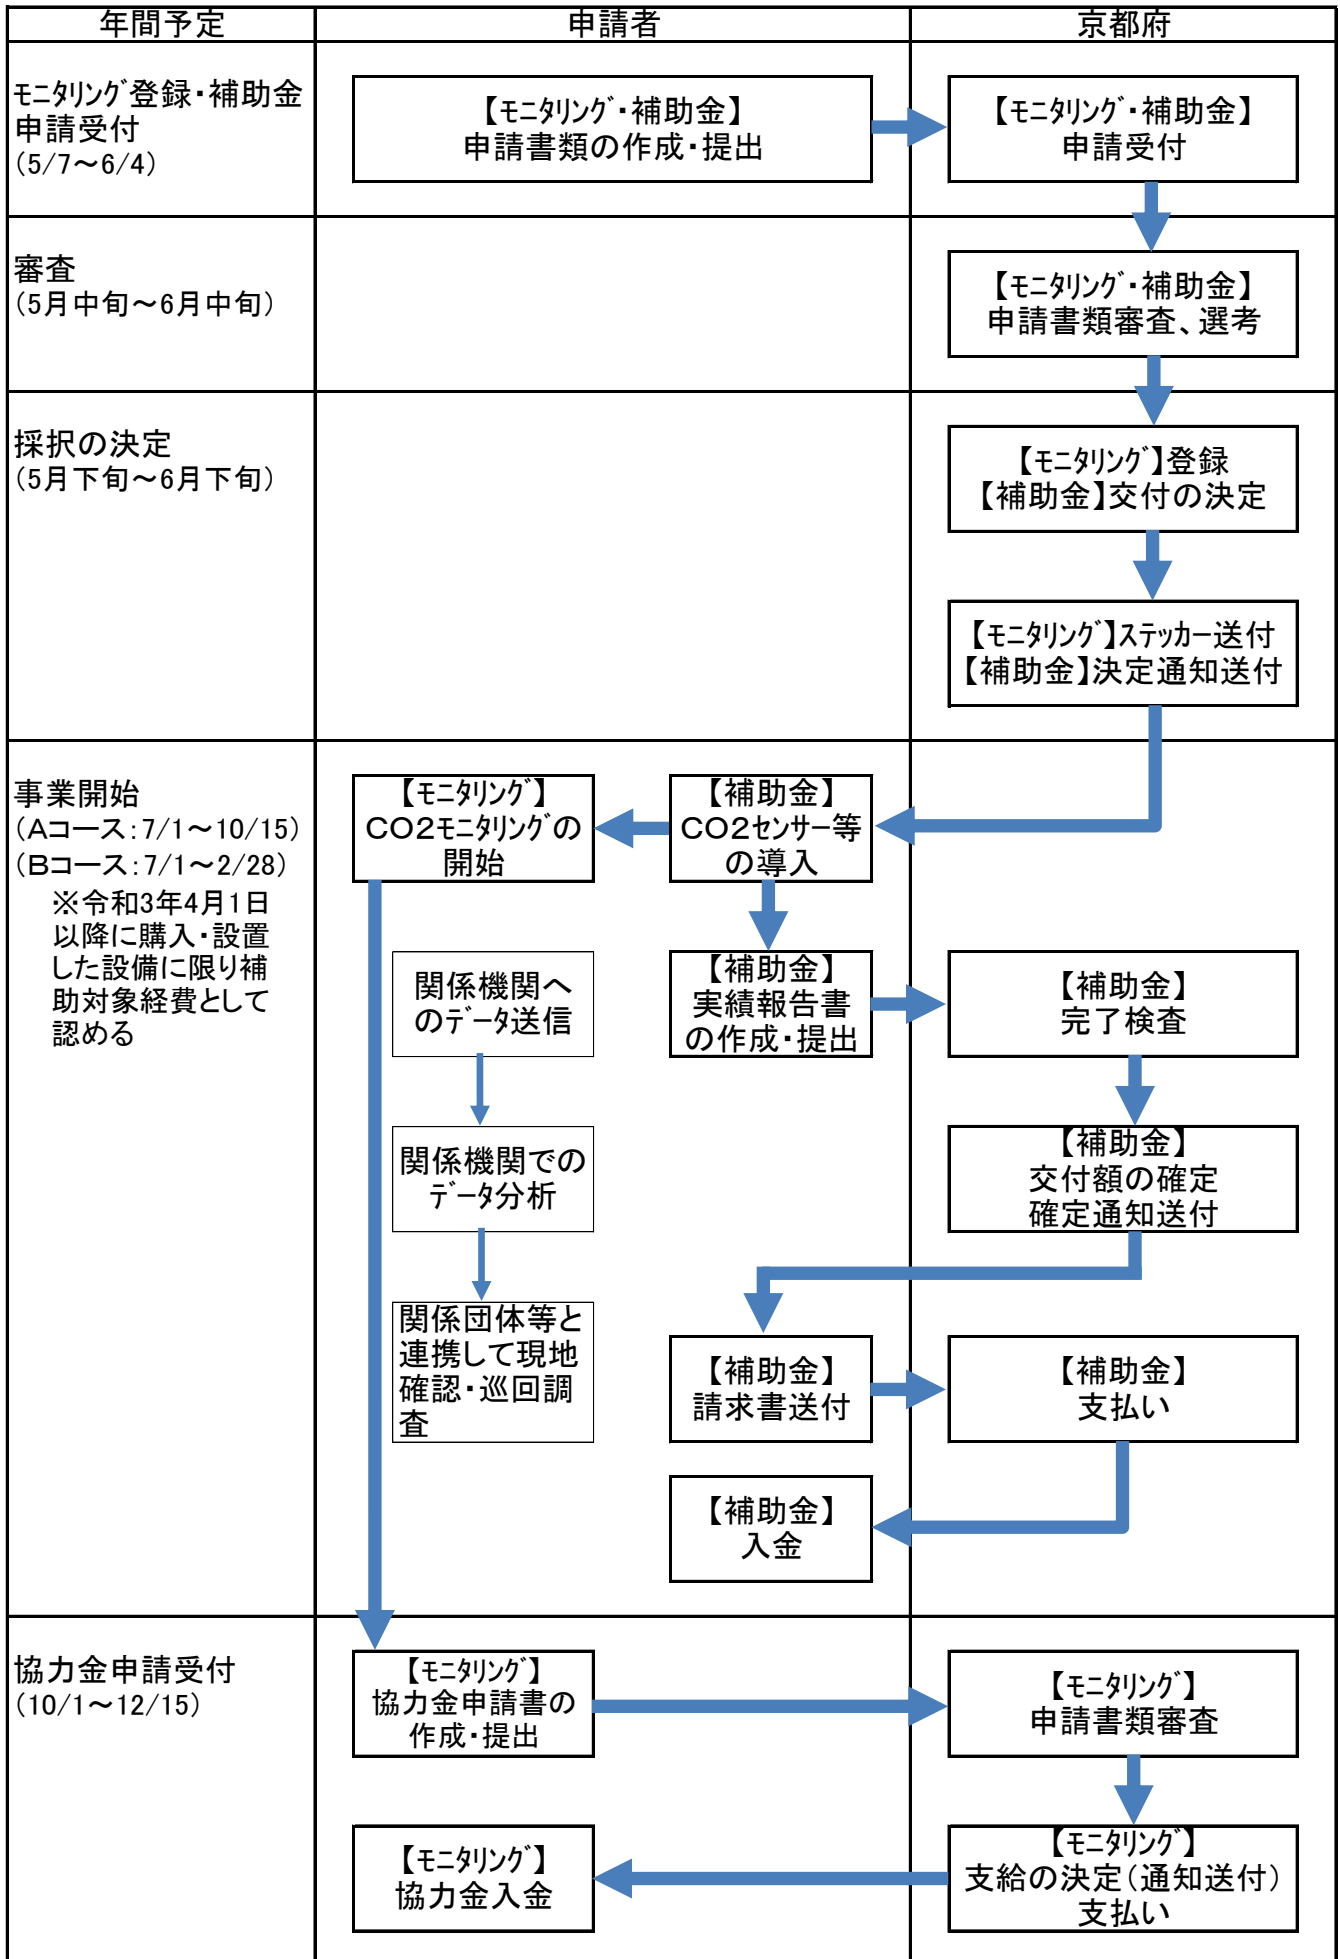 年間予定
申請者
京都府
ﾓﾆﾀﾘﾝｸﾞ登録・補助金
申請受付
（5/7～6/4）
【ﾓﾆﾀﾘﾝｸﾞ・補助金】
申請書類の作成・提出
【ﾓﾆﾀﾘﾝｸﾞ・補助金】
申請受付
審査
（5月中旬～6月中旬）
【ﾓﾆﾀﾘﾝｸﾞ・補助金】
申請書類審査、選考
採択の決定
（5月下旬～6月下旬）
【ﾓﾆﾀﾘﾝｸﾞ】登録
【補助金】交付の決定
【ﾓﾆﾀﾘﾝｸﾞ】ｽﾃｯｶｰ送付
【補助金】決定通知送付
事業開始
（Aコース：7/1～10/15）
（Bコース：7/1～2/28）
※令和3年4月1日
以降に購入・設置
した設備に限り補
助対象経費として
認める
【ﾓﾆﾀﾘﾝｸﾞ】
CO2ﾓﾆﾀﾘﾝｸﾞの
開始
【補助金】
CO2センサー等
の導入
関係機関へ
のﾃﾞｰﾀ送信
【補助金】
実績報告書
の作成・提出
【補助金】
完了検査
関係機関での
ﾃﾞｰﾀ分析
【補助金】
交付額の確定
確定通知送付
関係団体等と
連携して現地
確認・巡回調
査
【補助金】
請求書送付
【補助金】
支払い
【補助金】
入金
協力金申請受付
（10/1～12/15）
【ﾓﾆﾀﾘﾝｸﾞ】
協力金申請書の
作成・提出
【ﾓﾆﾀﾘﾝｸﾞ】
申請書類審査
【ﾓﾆﾀﾘﾝｸﾞ】
協力金入金
【ﾓﾆﾀﾘﾝｸﾞ】
支給の決定（通知送付）
支払い